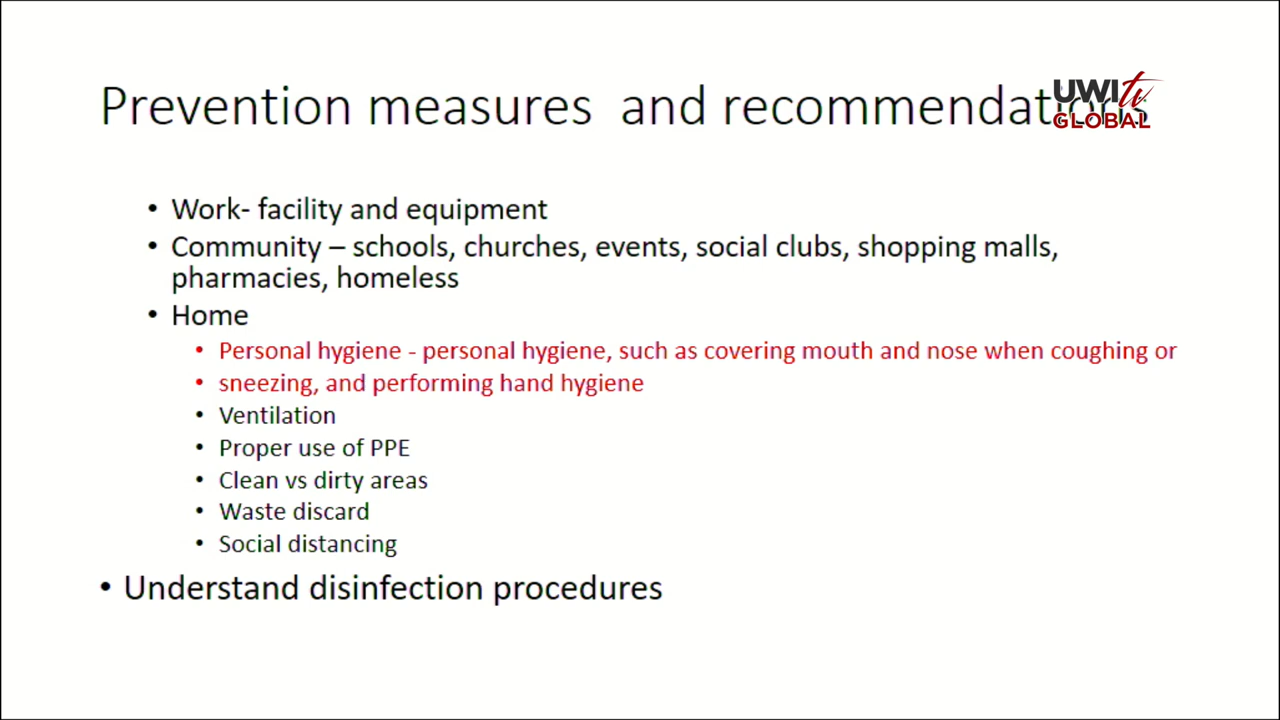 Prevention measures  and recommendations
UWI tv
GLOBAL
• Work- facility and equipment
• Community – schools, churches, events, social clubs, shopping malls,
pharmacies, homeless
• Home
• Personal hygiene - personal hygiene, such as covering mouth and nose when coughing or
• sneezing, and performing hand hygiene
• Ventilation
• Proper use of PPE
• Clean vs dirty areas
• Waste discard
• Social distancing
• Understand disinfection procedures